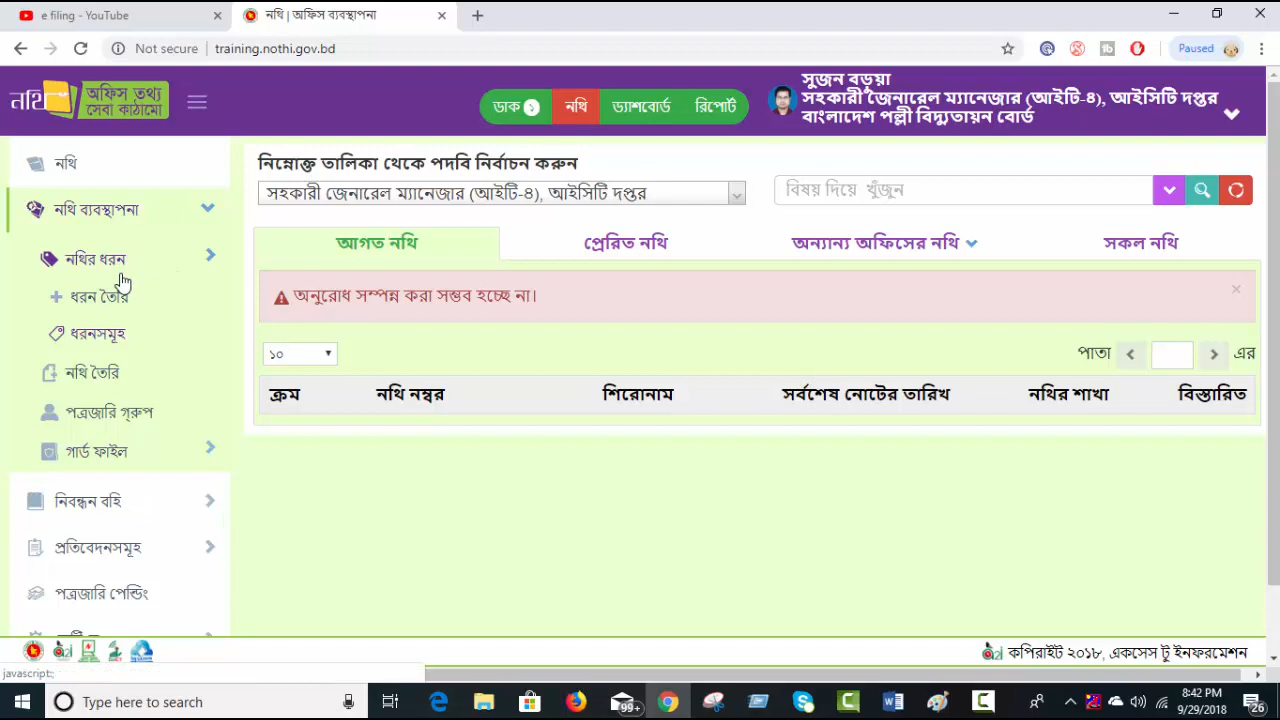 e filing - YouTube
নথি | অফিস ব্যবস্থাপনা
Not secure
training.nothi.gov.bd
Paused
নথি
অফিস তথ্য
সেবা কাঠামো
ডাক ১
নথি
ড্যাশবোর্ড
রিপোর্ট
সুজন বড়ুয়া
সহকারী জেনারেল ম্যানেজার (আইটি-৪), আইসিটি দপ্তর
বাংলাদেশ পল্লী বিদ্যুতায়ন বোর্ড
নথি
নথি ব্যবস্থাপনা
নথির ধরন
ধরন তৈরি
ধরনসমূহ
নথি তৈরি
পত্রজারি গ্রুপ
গার্ড ফাইল
নিবন্ধন বহি
প্রতিবেদনসমূহ
পত্রজারি পেন্ডিং
নিম্নোক্ত তালিকা থেকে পদবি নির্বাচন করুন
সহকারী জেনারেল ম্যানেজার (আইটি-৪), আইসিটি দপ্তর
বিষয় দিয়ে খুঁজুন
আগত নথি
প্রেরিত নথি
অন্যান্য অফিসের নথি
সকল নথি
অনুরোধ সম্পন্ন করা সম্ভব হচ্ছে না।
×
১০
পাতা
এর
ক্রম
নথি নম্বর
শিরোনাম
সর্বশেষ নোটের তারিখ
নথির শাখা
বিস্তারিত
কপিরাইট ২০১৮, একসেস টু ইনফরমেশন
javascript:;
Type here to search
99+
8:42 PM
9/29/2018
26